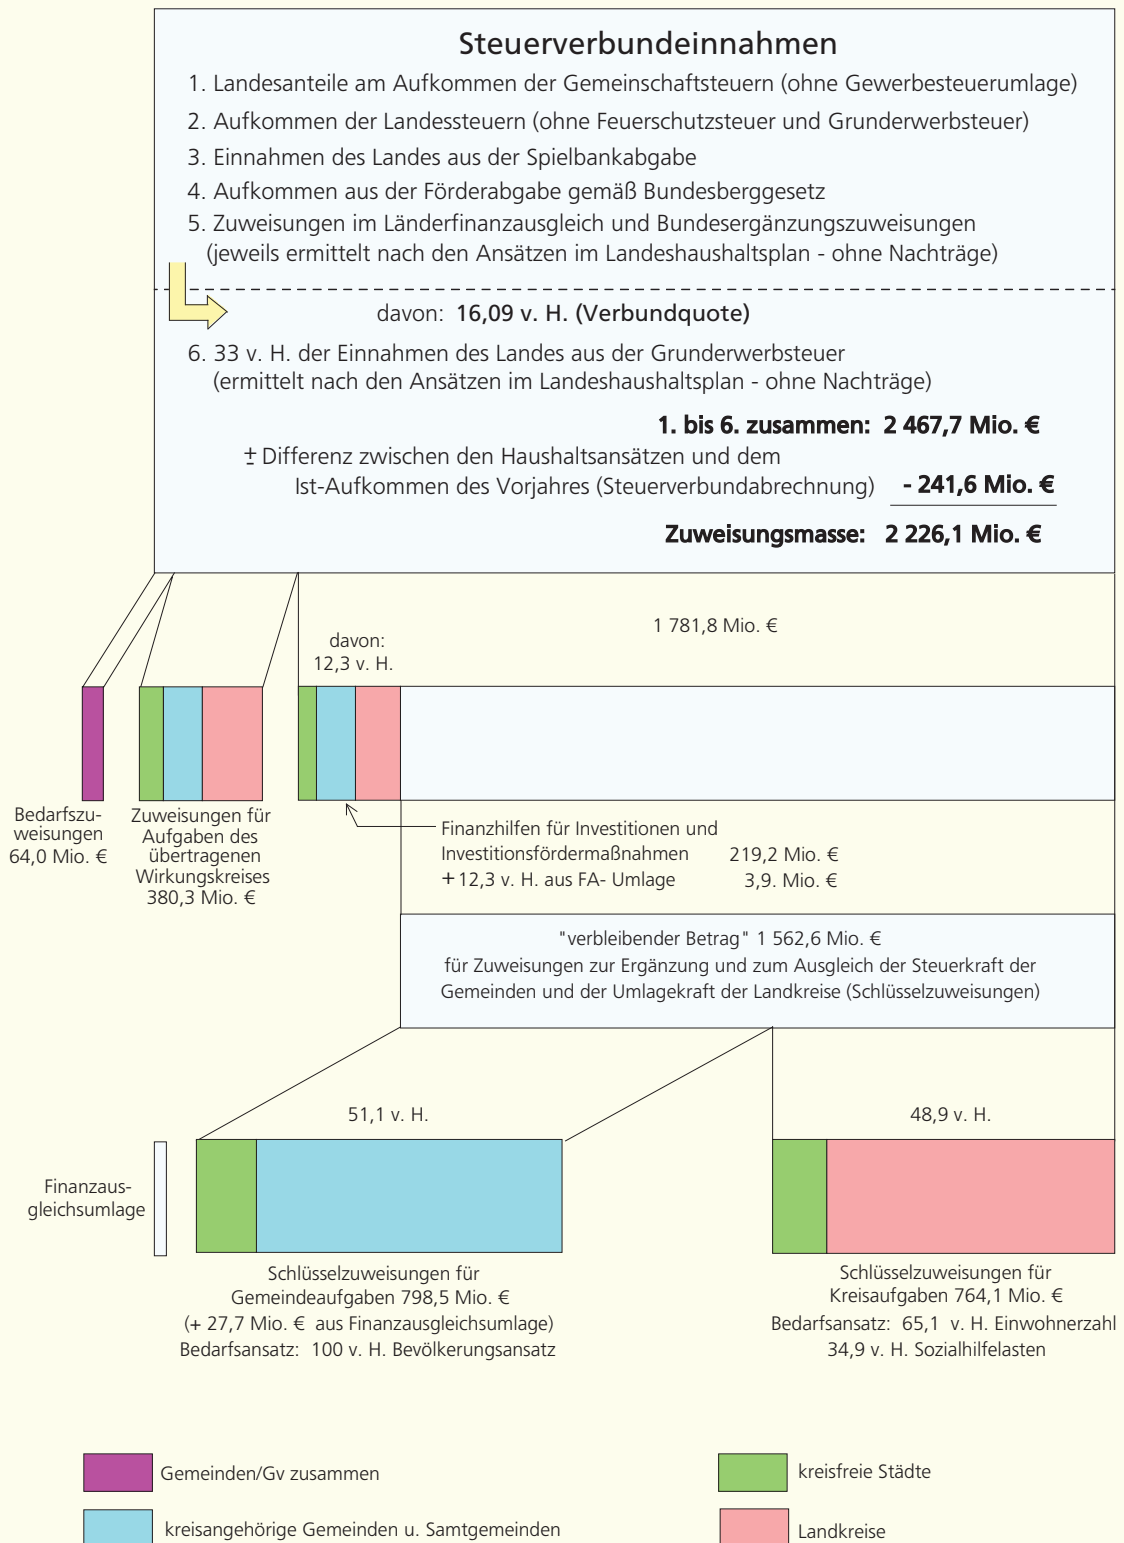 Steuerverbundeinnahmen
1. Landesanteile am Aufkommen der Gemeinschaftsteuern (ohne Gewerbesteuerumlage)
2. Aufkommen der Landessteuern (ohne Feuerschutzsteuer und Grunderwerbsteuer)
3. Einnahmen des Landes aus der Spielbankabgabe
4. Aufkommen aus der Förderabgabe gemäß Bundesberggesetz
5. Zuweisungen im Länderfinanzausgleich und Bundesergänzungszuweisungen
(jeweils ermittelt nach den Ansätzen im Landeshaushaltsplan - ohne Nachträge)
davon: 16,09 v. H. (Verbundquote)
6. 33 v. H. der Einnahmen des Landes aus der Grunderwerbsteuer
(ermittelt nach den Ansätzen im Landeshaushaltsplan - ohne Nachträge)
1. bis 6. zusammen: 2 467,7 Mio. €
± Differenz zwischen den Haushaltsansätzen und dem
Ist-Aufkommen des Vorjahres (Steuerverbundabrechnung) - 241,6 Mio. €
Zuweisungsmasse: 2 226,1 Mio. €
1 781,8 Mio. €
davon:
12,3 v. H.
Bedarfszu-
weisungen
64,0 Mio. €
Zuweisungen für
Aufgaben des
übertragenen
Wirkungskreises
380,3 Mio. €
Finanzhilfen für Investitionen und
Investitionsfördermaßnahmen 219,2 Mio. €
+ 12,3 v. H. aus FA- Umlage 3,9. Mio. €
"verbleibender Betrag" 1 562,6 Mio. €
für Zuweisungen zur Ergänzung und zum Ausgleich der Steuerkraft der
Gemeinden und der Umlagekraft der Landkreise (Schlüsselzuweisungen)
51,1 v. H.
48,9 v. H.
Finanzaus-
gleichsumlage
Schlüsselzuweisungen für
Gemeindeaufgaben 798,5 Mio. €
(+ 27,7 Mio. € aus Finanzausgleichsumlage)
Bedarfsansatz: 100 v. H. Bevölkerungsansatz
Schlüsselzuweisungen für
Kreisaufgaben 764,1 Mio. €
Bedarfsansatz: 65,1 v. H. Einwohnerzahl
34,9 v. H. Sozialhilfelasten
Gemeinden/Gv zusammen
kreisfreie Städte
kreisangehörige Gemeinden u. Samtgemeinden
Landkreise